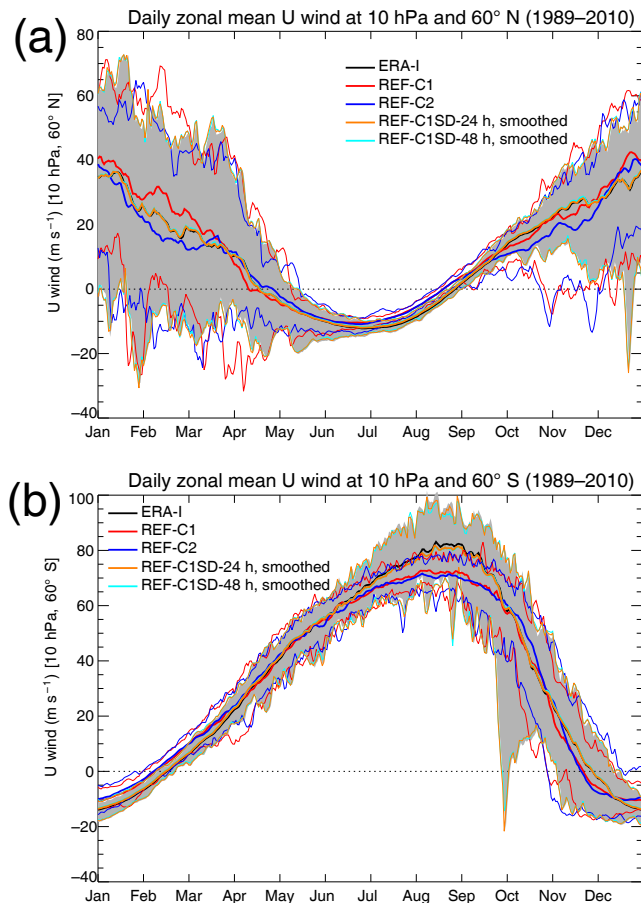 Daily zonal mean U wind at 10 hPa and 60° N (1989–2010)
(a)
80
60
40
20
0
−20
−40
U wind (m s⁻¹) [10 hPa, 60° N]
ERA-I
REF-C1
REF-C2
REF-C1SD-24 h, smoothed
REF-C1SD-48 h, smoothed
Jan Feb Mar Apr May Jun Jul Aug Sep Oct Nov Dec
Daily zonal mean U wind at 10 hPa and 60° S (1989–2010)
(b)
100
80
60
40
20
0
−20
−40
U wind (m s⁻¹) [10 hPa, 60° S]
ERA-I
REF-C1
REF-C2
REF-C1SD-24 h, smoothed
REF-C1SD-48 h, smoothed
Jan Feb Mar Apr May Jun Jul Aug Sep Oct Nov Dec